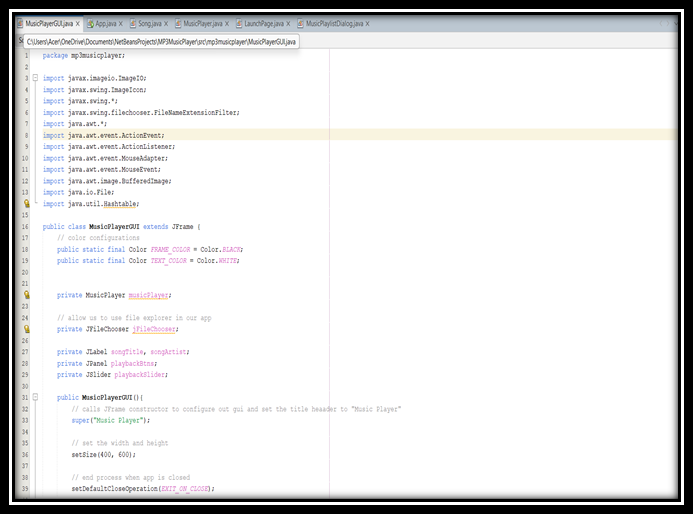 MusicPlayerGUI.java × App.java × Song.java × MusicPlayer.java × LaunchPage.java × MusicPlaylistDialog.java ×
C:\Users\Acer\OneDrive\Documents\NetBeansProjects\MP3MusicPlayer\src\mp3musicplayer\MusicPlayerGUI.java
1 package mp3musicplayer;
2
3 import javax.imageio.ImageIO;
4 import javax.swing.ImageIcon;
5 import javax.swing.*;
6 import javax.swing.filechooser.FileNameExtensionFilter;
7 import java.awt.*;
8 import java.awt.event.ActionEvent;
9 import java.awt.event.ActionListener;
10 import java.awt.event.MouseAdapter;
11 import java.awt.event.MouseEvent;
12 import java.awt.image.BufferedImage;
13 import java.io.File;
import java.util.Hashtable;
15
16 public class MusicPlayerGUI extends JFrame {
17 // color configurations
18 public static final Color FRAME_COLOR = Color.BLACK;
19 public static final Color TEXT_COLOR = Color.WHITE;
20
21
private MusicPlayer musicPlayer;
23
24 // allow us to use file explorer in our app
private JFileChooser jFileChooser;
26
27 private JLabel songTitle, songArtist;
28 private JPanel playbackBtns;
29 private JSlider playbackSlider;
30
31 public MusicPlayerGUI(){
32 // calls JFrame constructor to configure out gui and set the title heaader to "Music Player"
33 super("Music Player");
34
35 // set the width and height
36 setSize(400, 600);
37
38 // end process when app is closed
39 setDefaultCloseOperation(EXIT_ON_CLOSE);